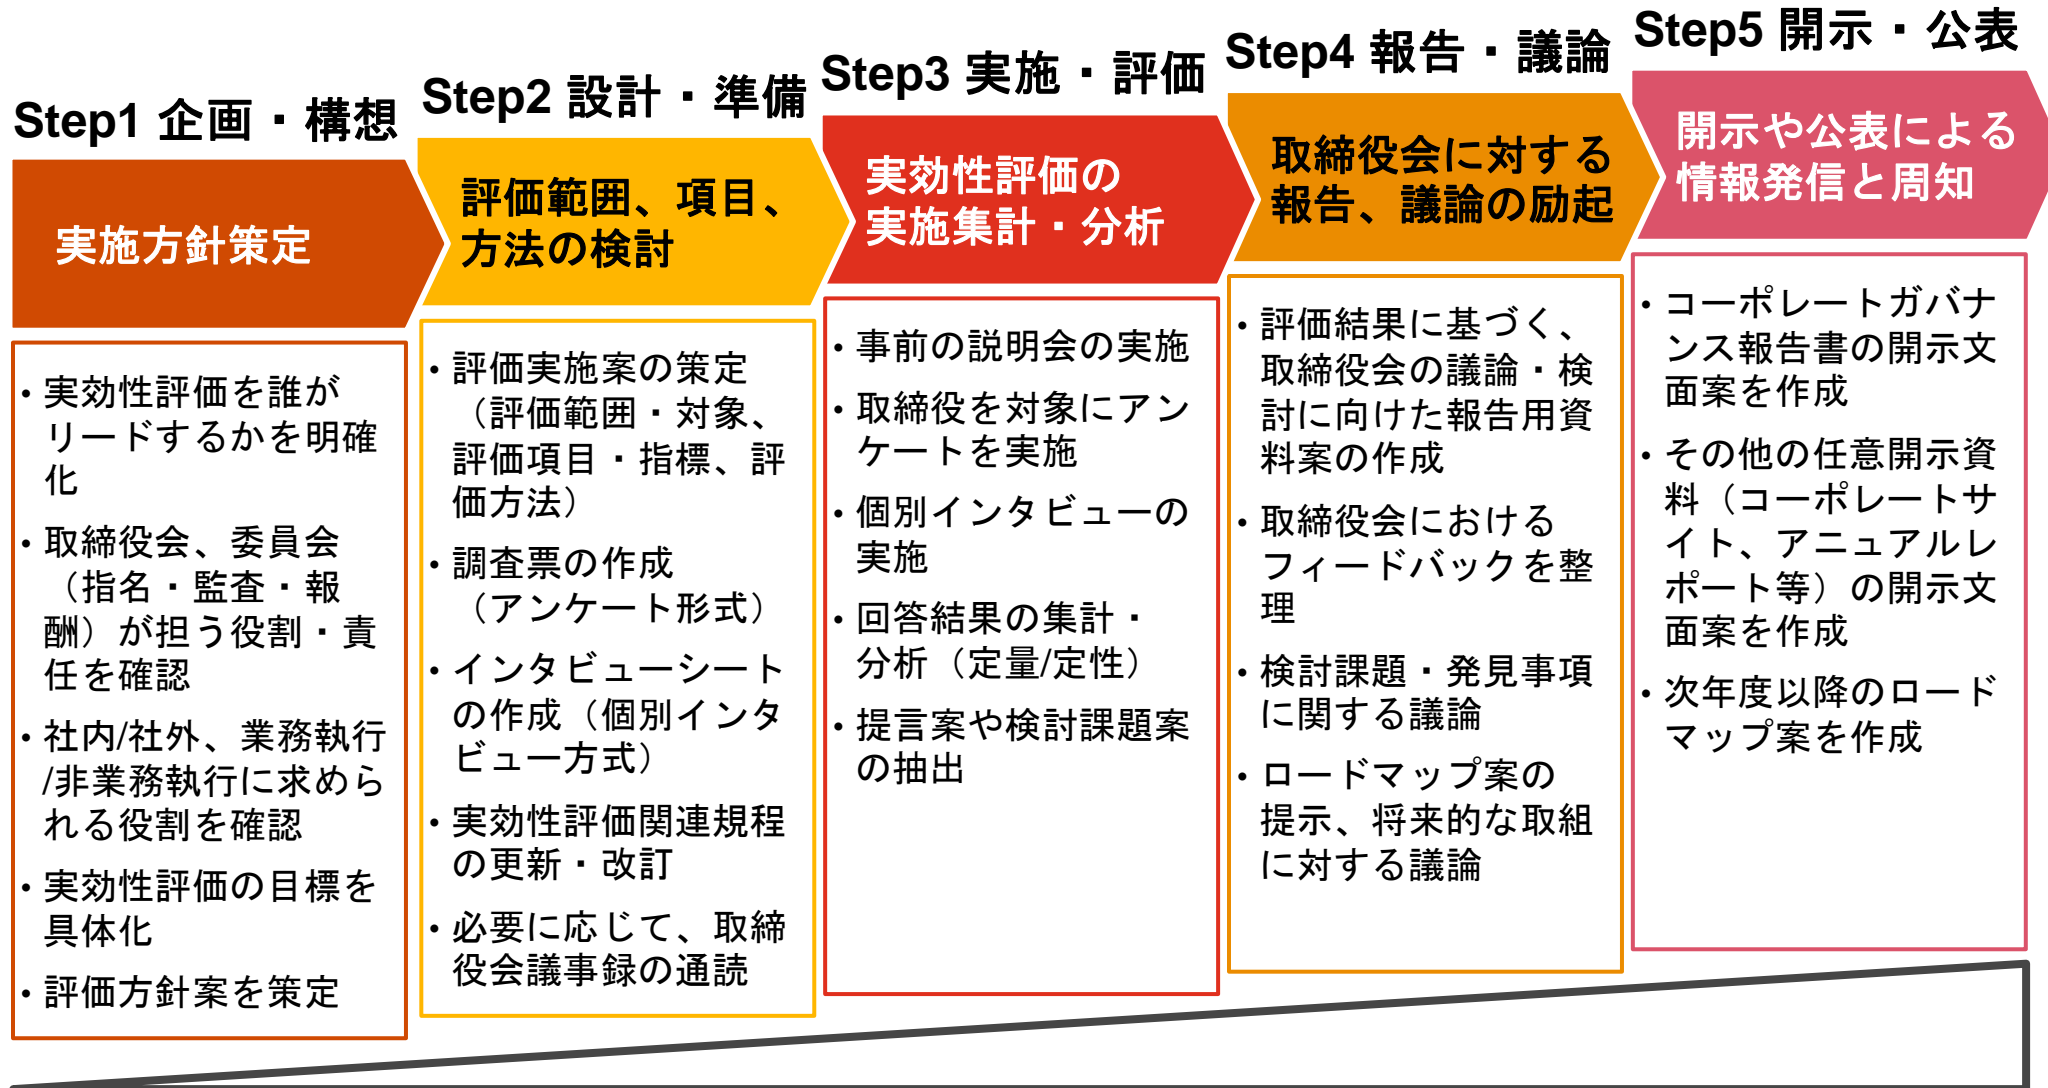 Step1 企画・構想
実施方針策定
・実効性評価を誰が
リードするかを明確
化
・取締役会、委員会
（指名・監査・報
酬）が担う役割・責
任を確認
・社内/社外、業務執行
/非業務執行に求めら
れる役割を確認
・実効性評価の目標を
具体化
・評価方針案を策定
Step2 設計・準備
評価範囲、項目、
方法の検討
・評価実施案の策定
（評価範囲・対象、
評価項目・指標、評
価方法）
・調査票の作成
（アンケート形式）
・インタビューシート
の作成（個別インタ
ビュー方式）
・実効性評価関連規程
の更新・改訂
・必要に応じて、取締
役会議事録の通読
Step3 実施・評価
実効性評価の
実施集計・分析
・事前の説明会の実施
・取締役を対象にアン
ケートを実施
・個別インタビューの
実施
・回答結果の集計・
分析（定量/定性）
・提言案や検討課題案
の抽出
Step4 報告・議論
取締役会に対する
報告、議論の励起
・評価結果に基づく、
取締役会の議論・検
討に向けた報告用資
料案の作成
・取締役会における
フィードバックを整
理
・検討課題・発見事項
に関する議論
・ロードマップ案の
提示、将来的な取組
に対する議論
Step5 開示・公表
開示や公表による
情報発信と周知
・コーポレートガバナ
ンス報告書の開示文
面案を作成
・その他の任意開示資
料（コーポレートサ
イト、アニュアルレ
ポート等）の開示文
面案を作成
・次年度以降のロード
マップ案を作成